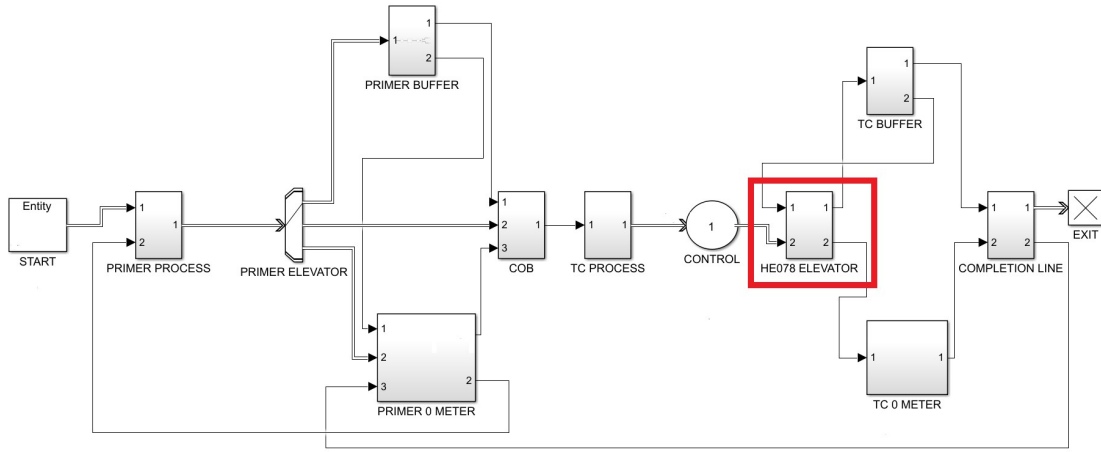 1
1
2
PRIMER BUFFER
1
1
2
TC BUFFER
Entity
START
1
2
1
PRIMER PROCESS
PRIMER ELEVATOR
1
2
3
1
COB
1
TC PROCESS
1
CONTROL
1
2
1
2
HE078 ELEVATOR
1
2
1
2
COMPLETION LINE
EXIT
1
2
3
2
PRIMER 0 METER
1
1
TC 0 METER